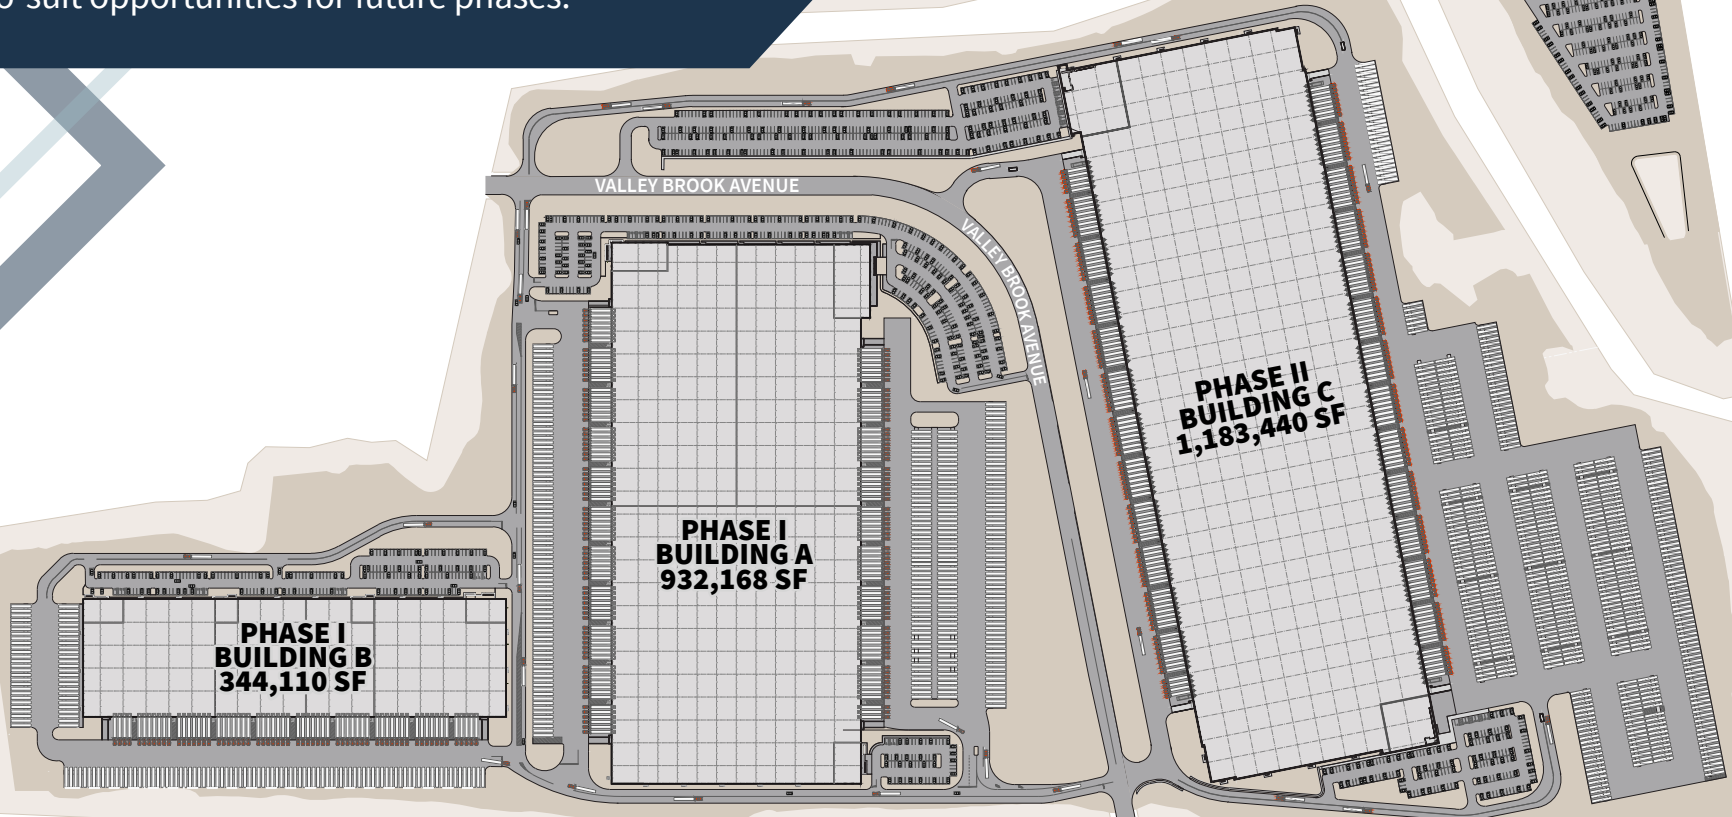 suit opportunities for future phases.
VALLEY BROOK AVENUE
VALLEY BROOK AVENUE
PHASE II
BUILDING C
1,183,440 SF
PHASE I
BUILDING A
932,168 SF
PHASE I
BUILDING B
344,110 SF